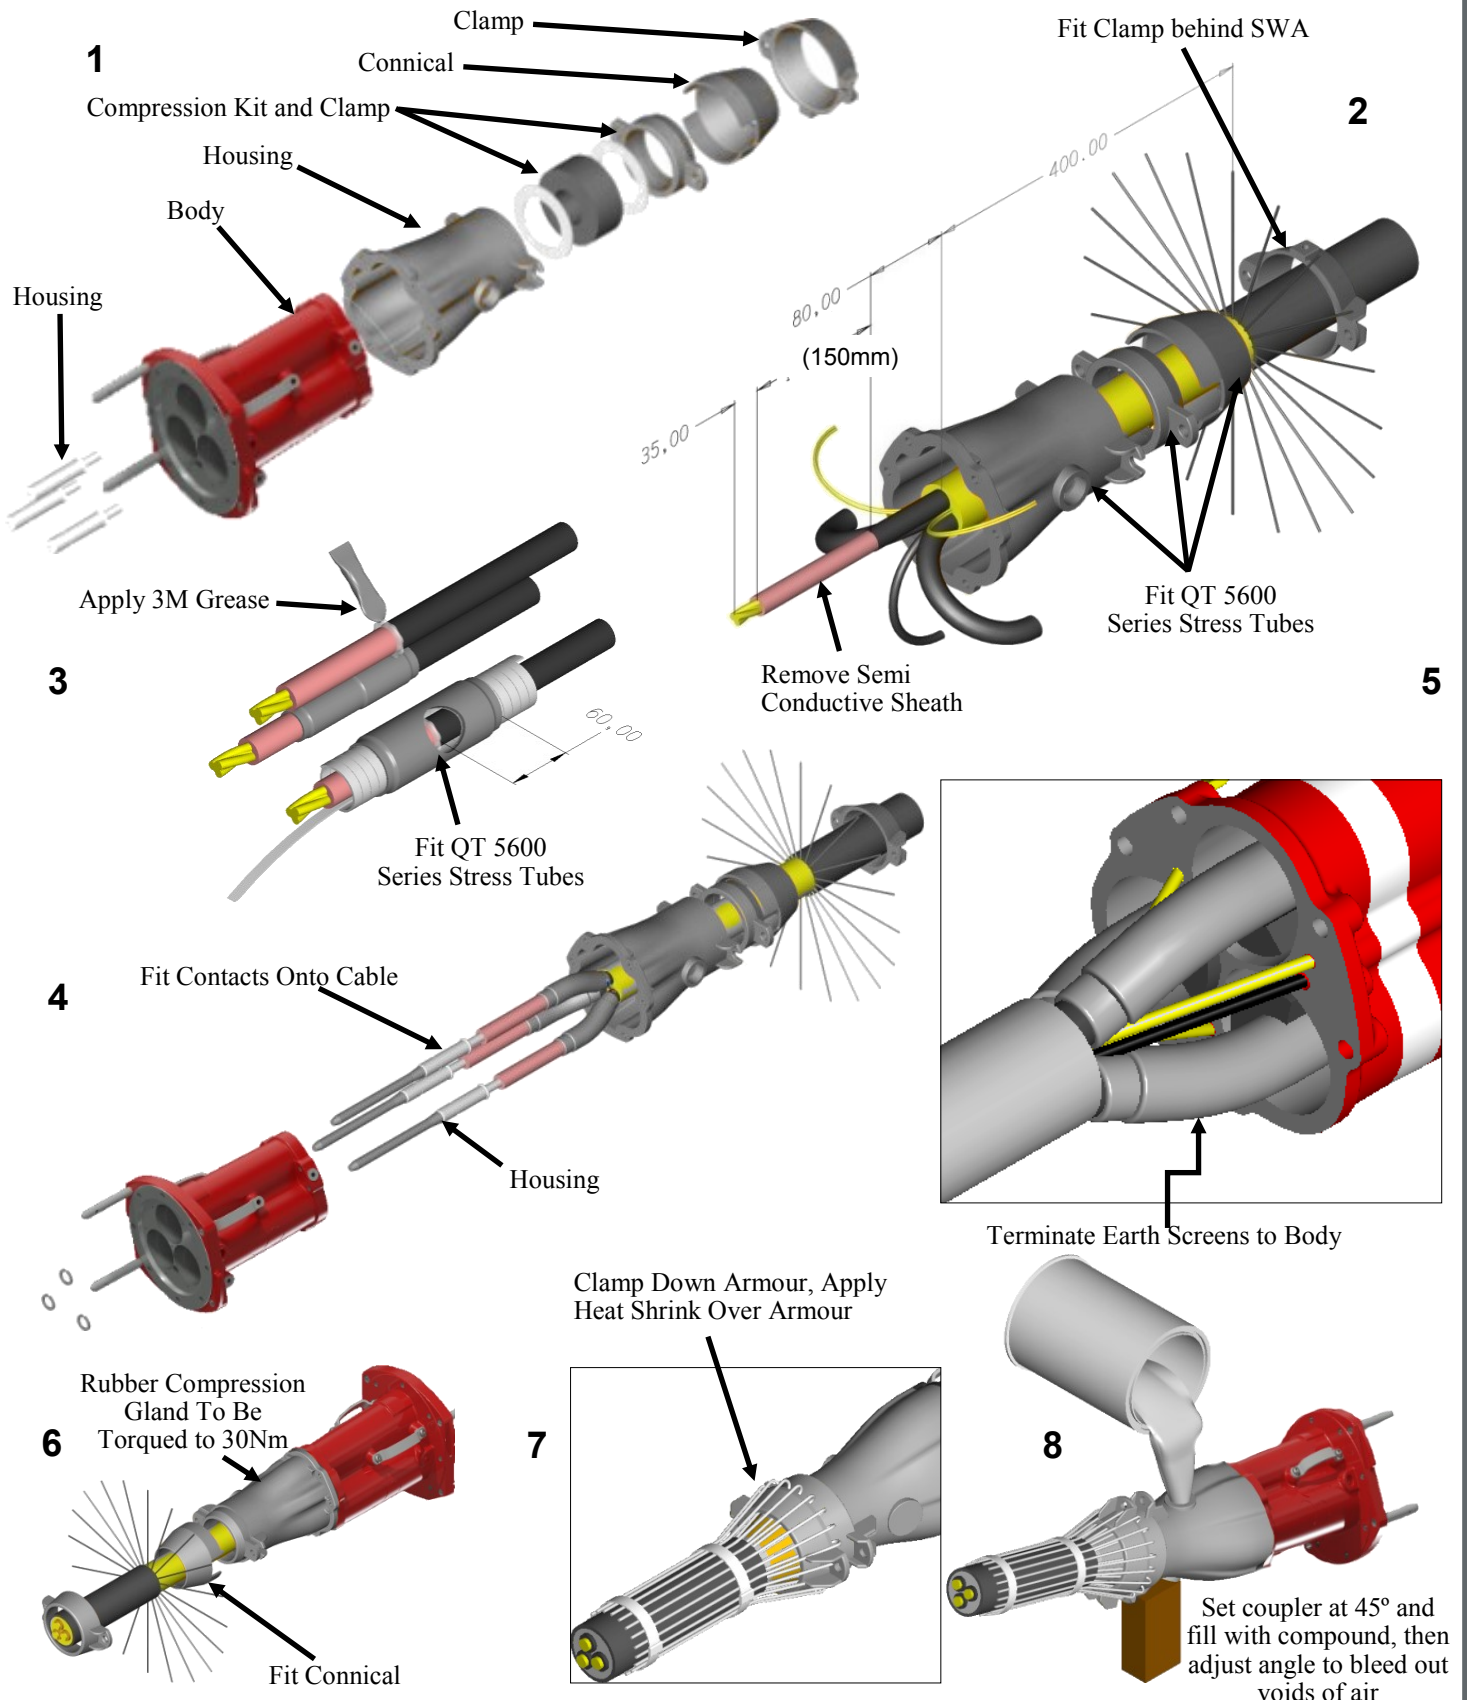 1
Clamp
Connical
Compression Kit and Clamp
Housing
Body
Housing
Fit Clamp behind SWA
2
400.00
80,00
(150mm)
35,00
Fit QT 5600
Series Stress Tubes
Remove Semi
Conductive Sheath
3
Apply 3M Grease
60,00
Fit QT 5600
Series Stress Tubes
4
Fit Contacts Onto Cable
Housing
5
Terminate Earth Screens to Body
6
Rubber Compression
Gland To Be
Torqued to 30Nm
Fit Connical
7
Clamp Down Armour, Apply
Heat Shrink Over Armour
8
Set coupler at 45º and
fill with compound, then
adjust angle to bleed out
voids of air